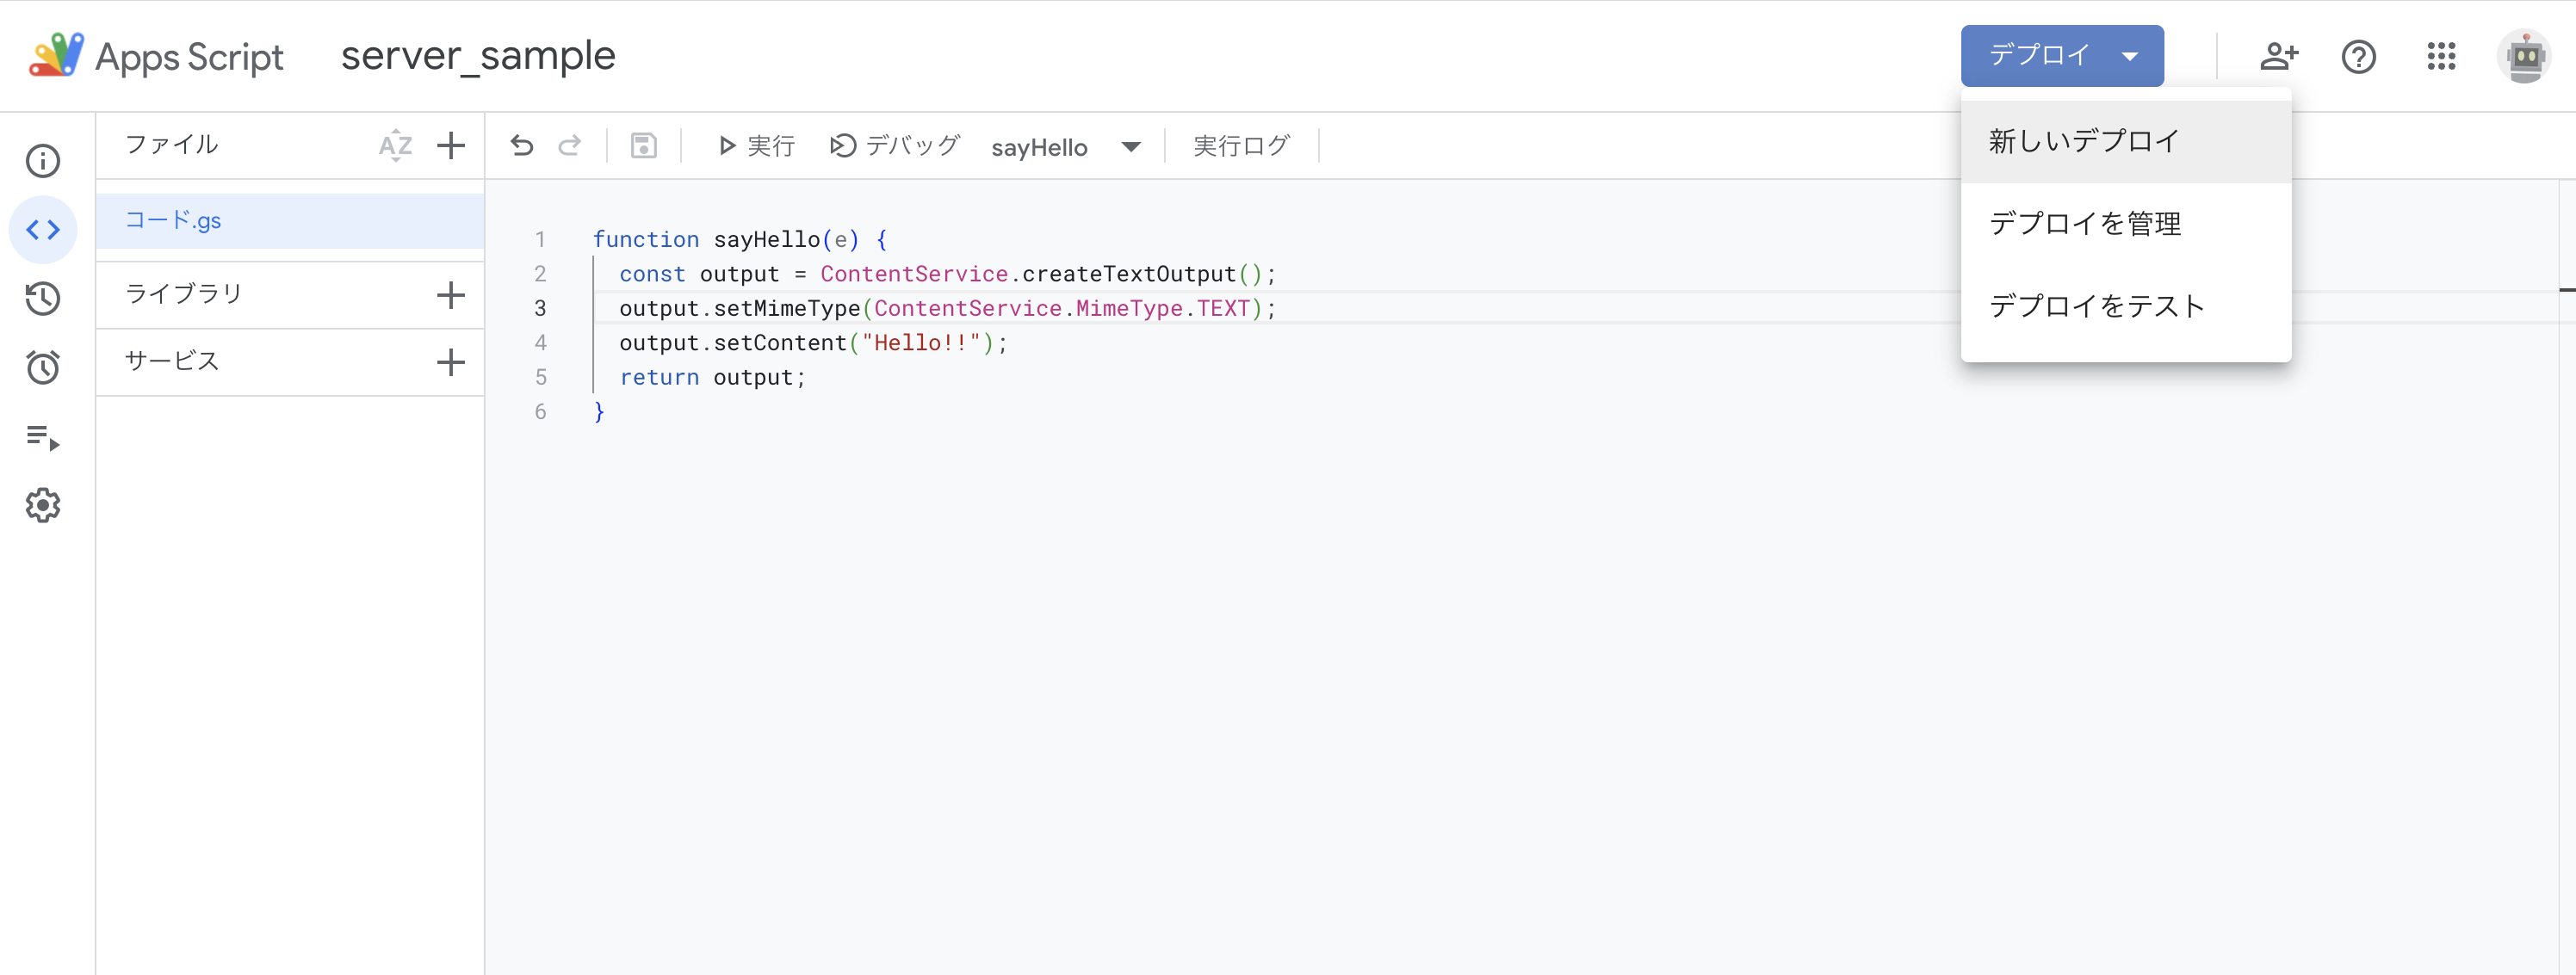 Apps Script server_sample デプロイ
ファイル AZ 実行 デバッグ sayHello 実行ログ
新しいデプロイ
デプロイを管理
デプロイをテスト
コード.gs
ライブラリ
サービス
1 function sayHello(e) {
2 const output = ContentService.createTextOutput();
3 output.setMimeType(ContentService.MimeType.TEXT);
4 output.setContent("Hello!!");
5 return output;
6 }